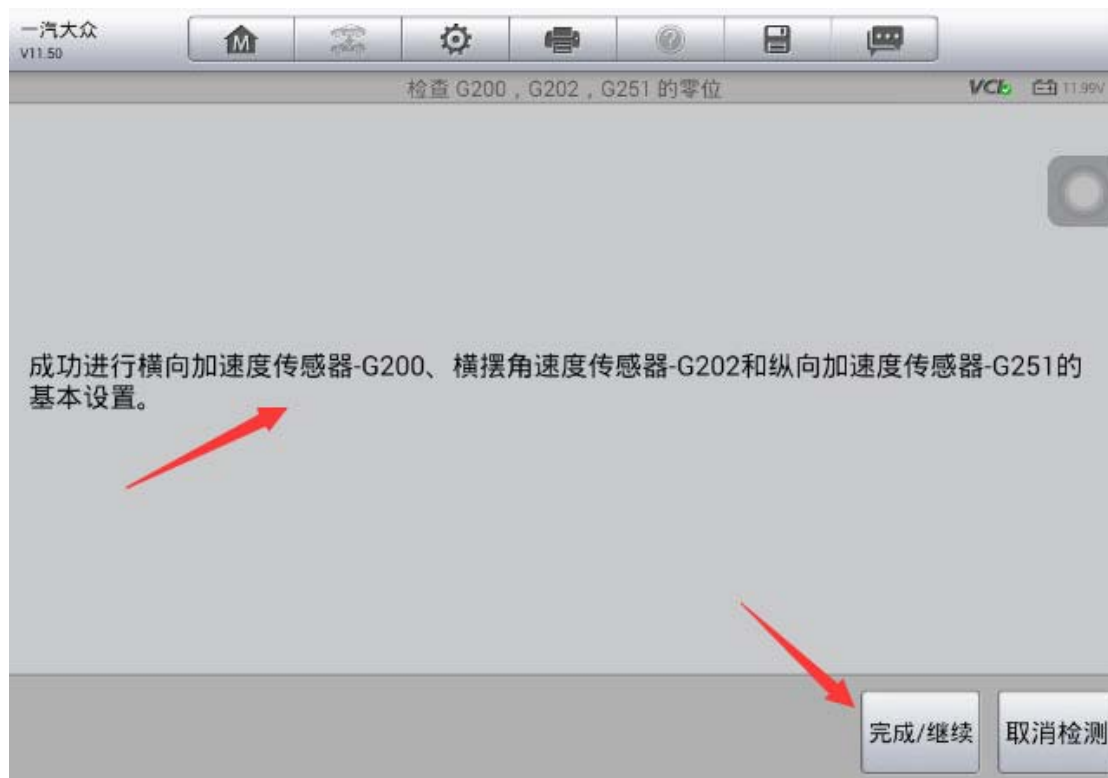 一汽大众
V11.50
M
检查 G200，G202，G251 的零位
VCI
11.99V
成功进行横向加速度传感器-G200、横摆角速度传感器-G202和纵向加速度传感器-G251的
基本设置。
完成/继续
取消检测